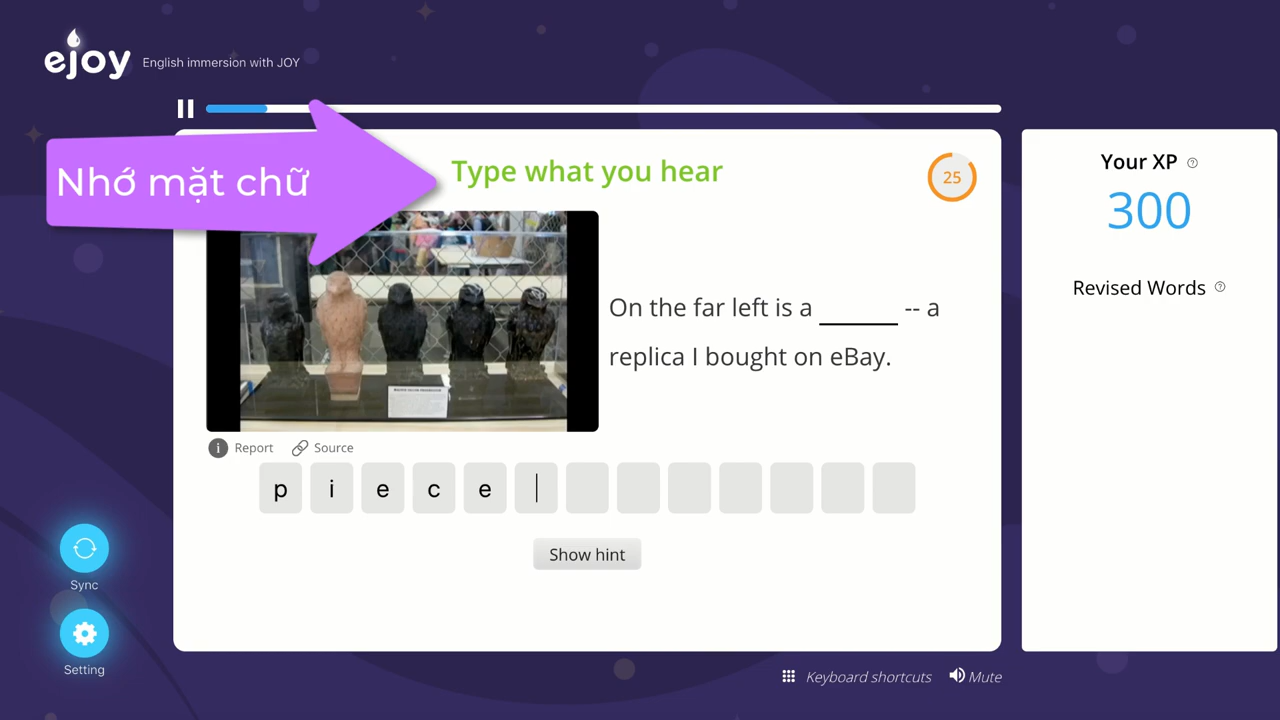 ejoy English immersion with JOY
Nhớ mặt chữ
Type what you hear
25
On the far left is a ______ -- a
replica I bought on eBay.
Report Source
p i e c e
Show hint
Your XP
300
Revised Words
Sync
Setting
Keyboard shortcuts Mute